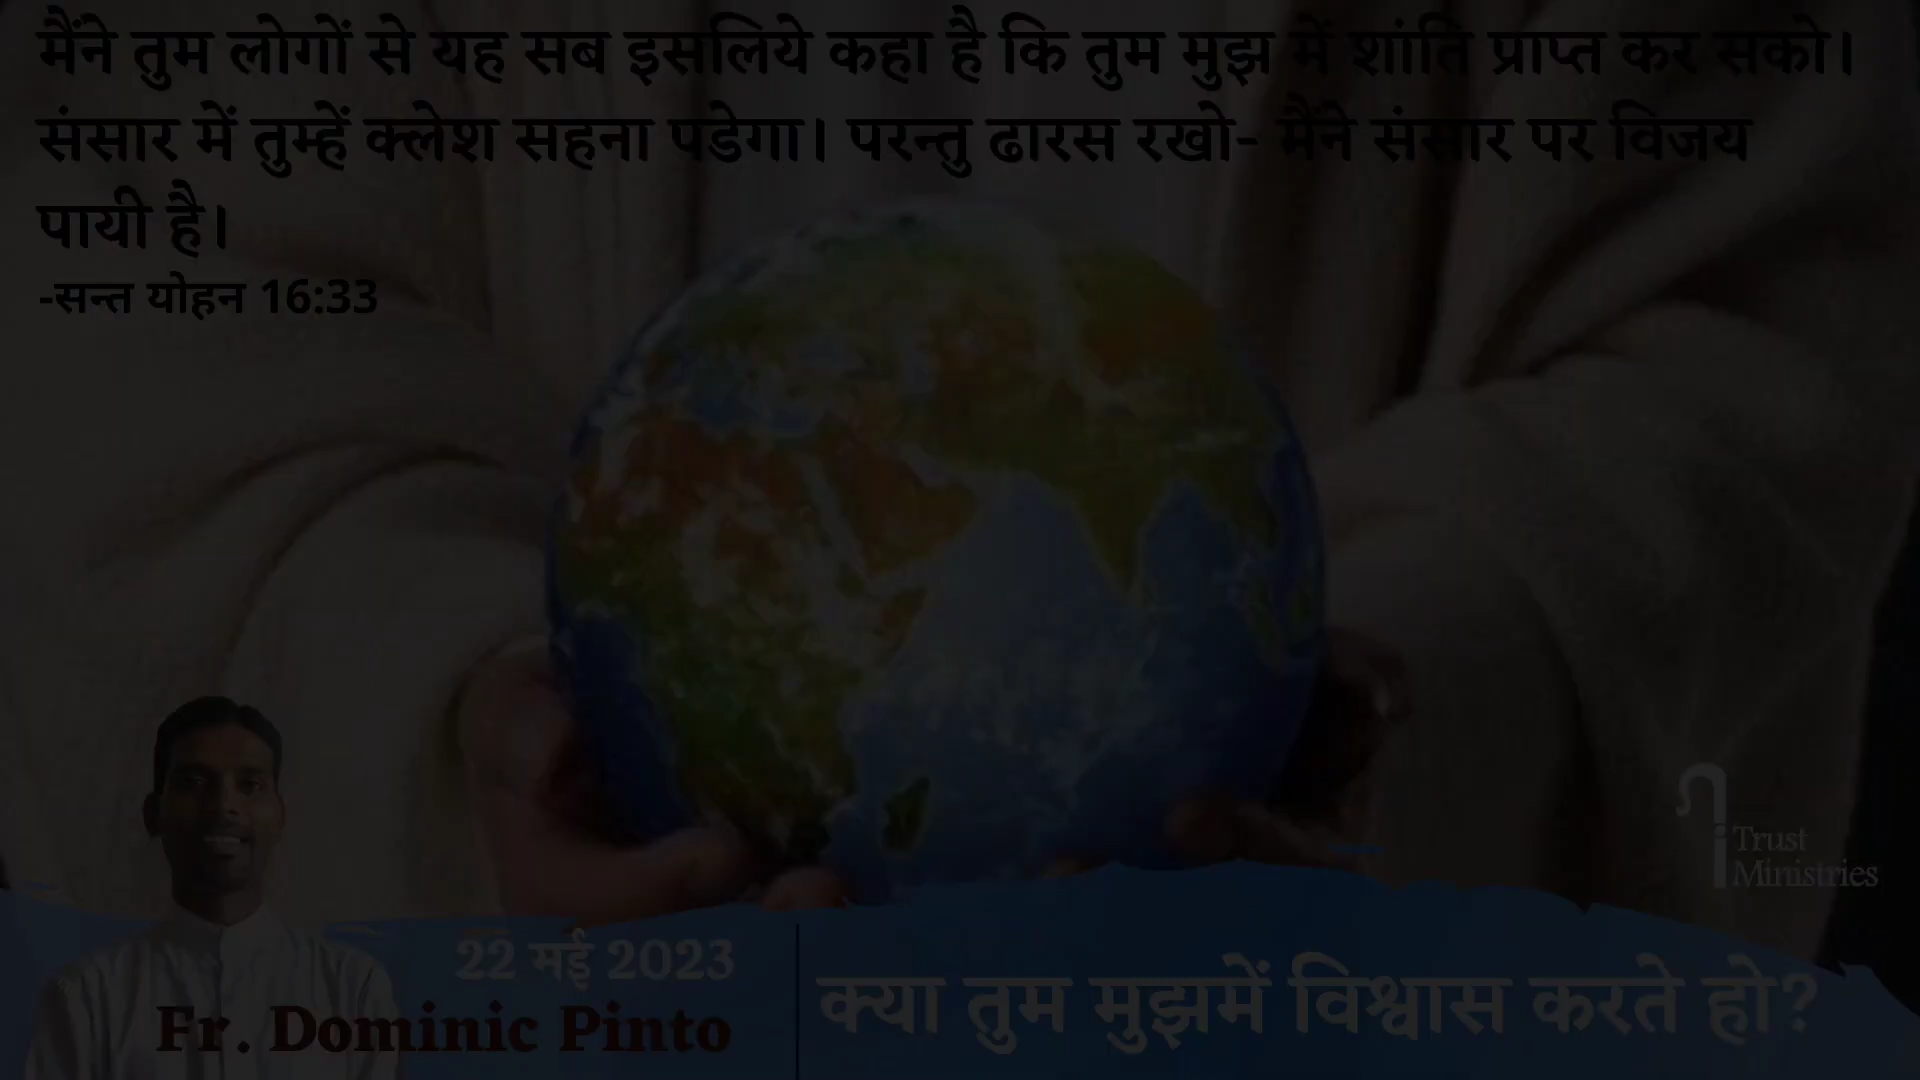 मैंने तुम लोगों से यह सब इसलिये कहा है कि तुम मुझ में शांति प्राप्त कर सको।
संसार में तुम्हें क्लेश सहना पडेगा। परन्तु ढारस रखो- मैंने संसार पर विजय
पायी है।
-सन्त योहन 16:33
Trust
Ministries
22 मई 2023
Fr. Dominic Pinto
क्या तुम मुझमें विश्वास करते हो?